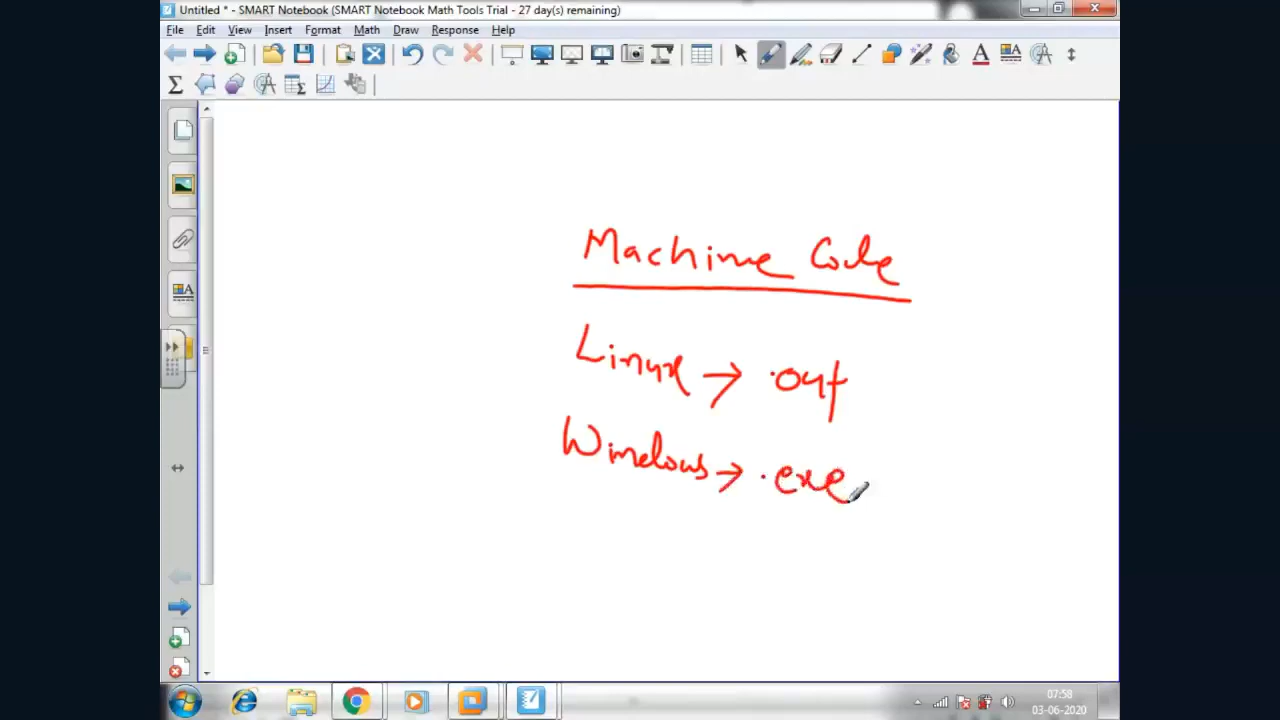 Untitled * - SMART Notebook (SMART Notebook Math Tools Trial - 27 day(s) remaining)
File Edit View Insert Format Math Draw Response Help
Machine Code
Linux → .out
Windows → .exe
07:58
03-06-2020